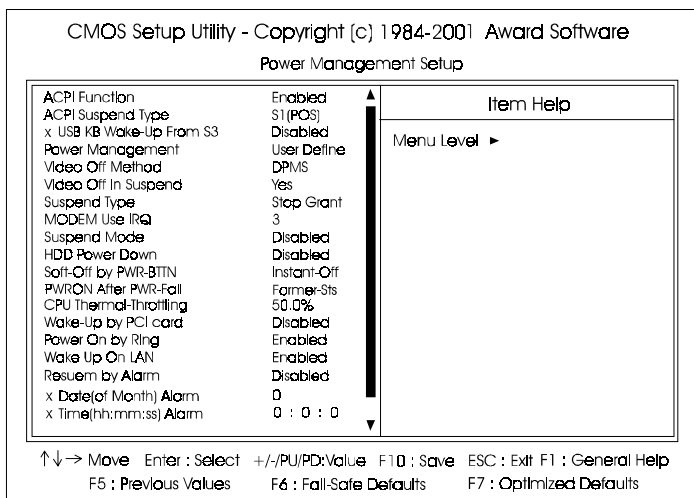 CMOS Setup Utility - Copyright (c) 1984-2001 Award Software
Power Management Setup
ACPI Function Enabled
ACPI Suspend Type S1(POS)
x USB KB Wake-Up From S3 Disabled
Power Management User Define
Video Off Method DPMS
Video Off In Suspend Yes
Suspend Type Stop Grant
MODEM Use IRQ 3
Suspend Mode Disabled
HDD Power Down Disabled
Soft-Off by PWR-BTTN Instant-Off
PWRON After PWR-Fail Former-Sts
CPU Thermal-Throttling 50.0%
Wake-Up by PCI card Disabled
Power On by Ring Enabled
Wake Up On LAN Enabled
Resuem by Alarm Disabled
x Date(of Month) Alarm 0
x Time(hh:mm:ss) Alarm 0 : 0 : 0
Item Help
Menu Level ►
↑↓→ Move Enter : Select +/-/PU/PD:Value F10 : Save ESC : Exit F1 : General Help
F5 : Previous Values F6 : Fail-Safe Defaults F7 : Optimized Defaults